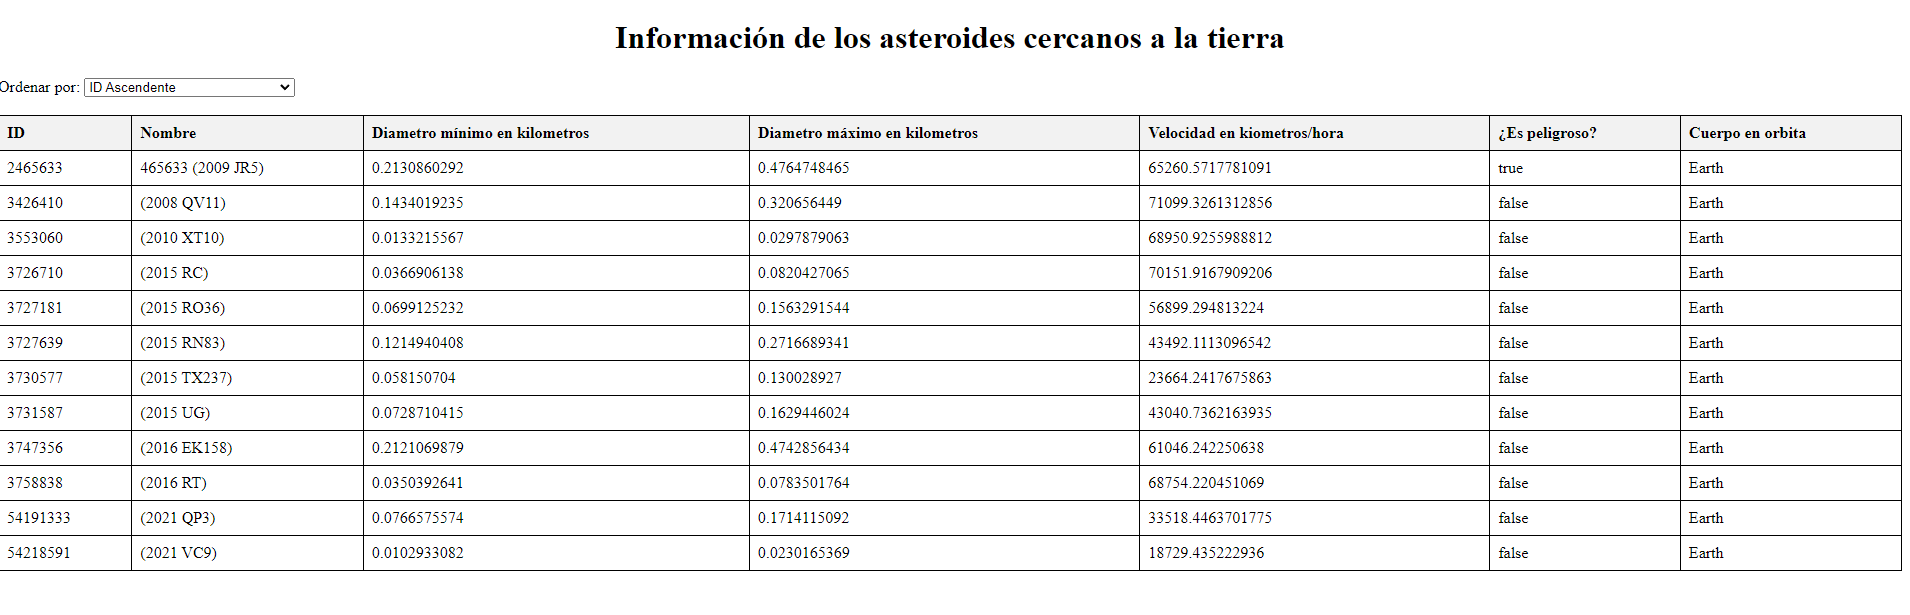 Información de los asteroides cercanos a la tierra
Ordenar por: ID Ascendente
ID Nombre Diametro mínimo en kilometros Diametro máximo en kilometros Velocidad en kiometros/hora ¿Es peligroso? Cuerpo en orbita
2465633 465633 (2009 JR5) 0.2130860292 0.4764748465 65260.5717781091 true Earth
3426410 (2008 QV11) 0.1434019235 0.320656449 71099.3261312856 false Earth
3553060 (2010 XT10) 0.0133215567 0.0297879063 68950.9255988812 false Earth
3726710 (2015 RC) 0.0366906138 0.0820427065 70151.9167909206 false Earth
3727181 (2015 RO36) 0.0699125232 0.1563291544 56899.294813224 false Earth
3727639 (2015 RN83) 0.1214940408 0.2716689341 43492.1113096542 false Earth
3730577 (2015 TX237) 0.058150704 0.130028927 23664.2417675863 false Earth
3731587 (2015 UG) 0.0728710415 0.1629446024 43040.7362163935 false Earth
3747356 (2016 EK158) 0.2121069879 0.4742856434 61046.242250638 false Earth
3758838 (2016 RT) 0.0350392641 0.0783501764 68754.220451069 false Earth
54191333 (2021 QP3) 0.0766575574 0.1714115092 33518.4463701775 false Earth
54218591 (2021 VC9) 0.0102933082 0.0230165369 18729.435222936 false Earth